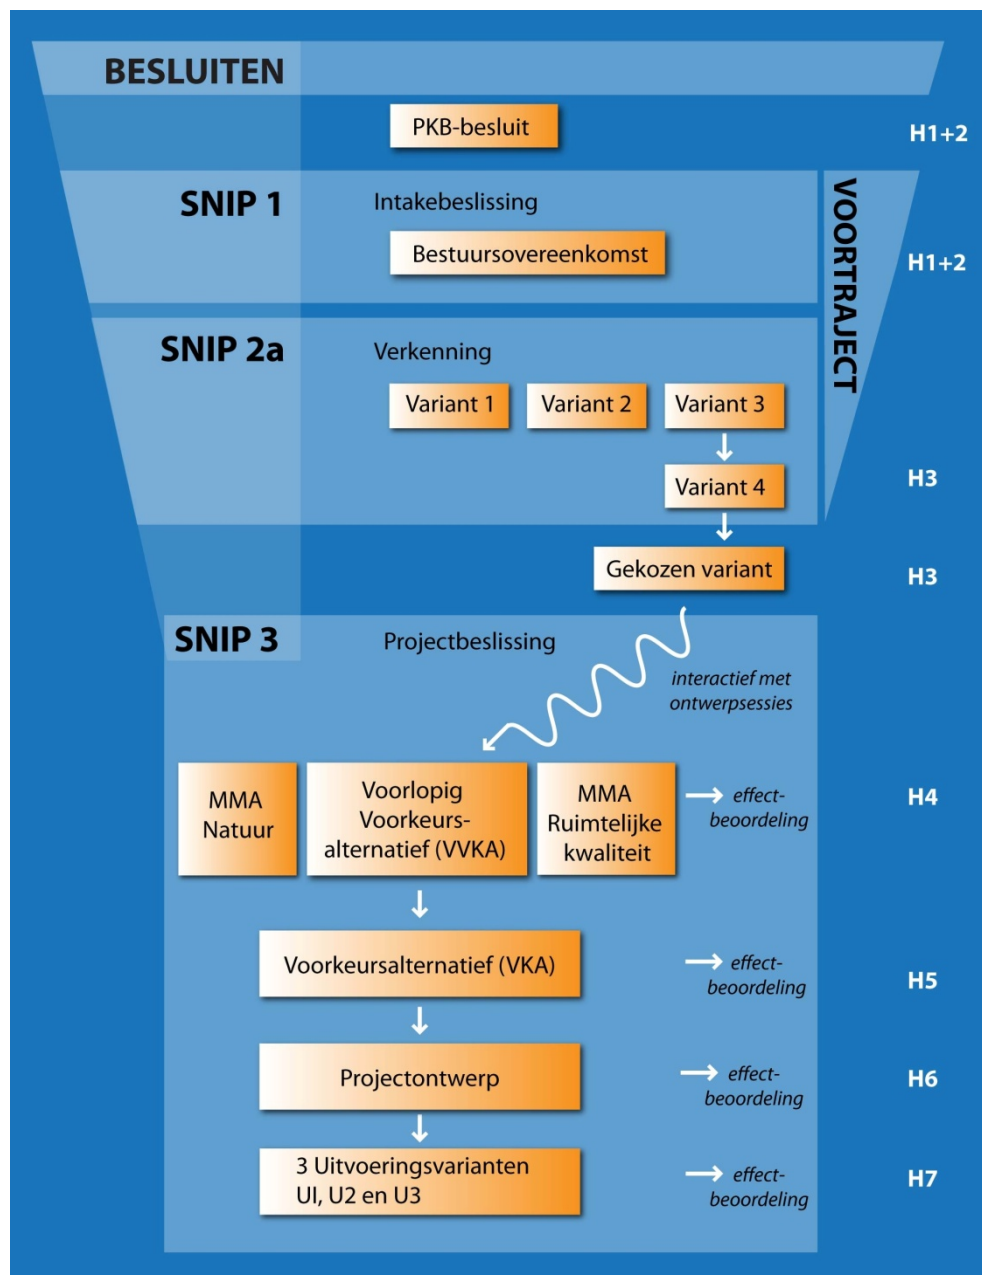 BESLUITEN
PKB-besluit
H1+2
SNIP 1
Intakebeslissing
VOORTRAJECT
Bestuursovereenkomst
H1+2
SNIP 2a
Verkenning
Variant 1
Variant 2
Variant 3
Variant 4
H3
Gekozen variant
H3
SNIP 3
Projectbeslissing
interactief met
ontwerpsessies
MMA
Natuur
Voorlopig
Voorkeurs-
alternatief (VVKA)
MMA
Ruimtelijke
kwaliteit
effect-
beoordeling
H4
Voorkeursalternatief (VKA)
effect-
beoordeling
H5
Projectontwerp
effect-
beoordeling
H6
3 Uitvoeringsvarianten
UI, U2 en U3
effect-
beoordeling
H7